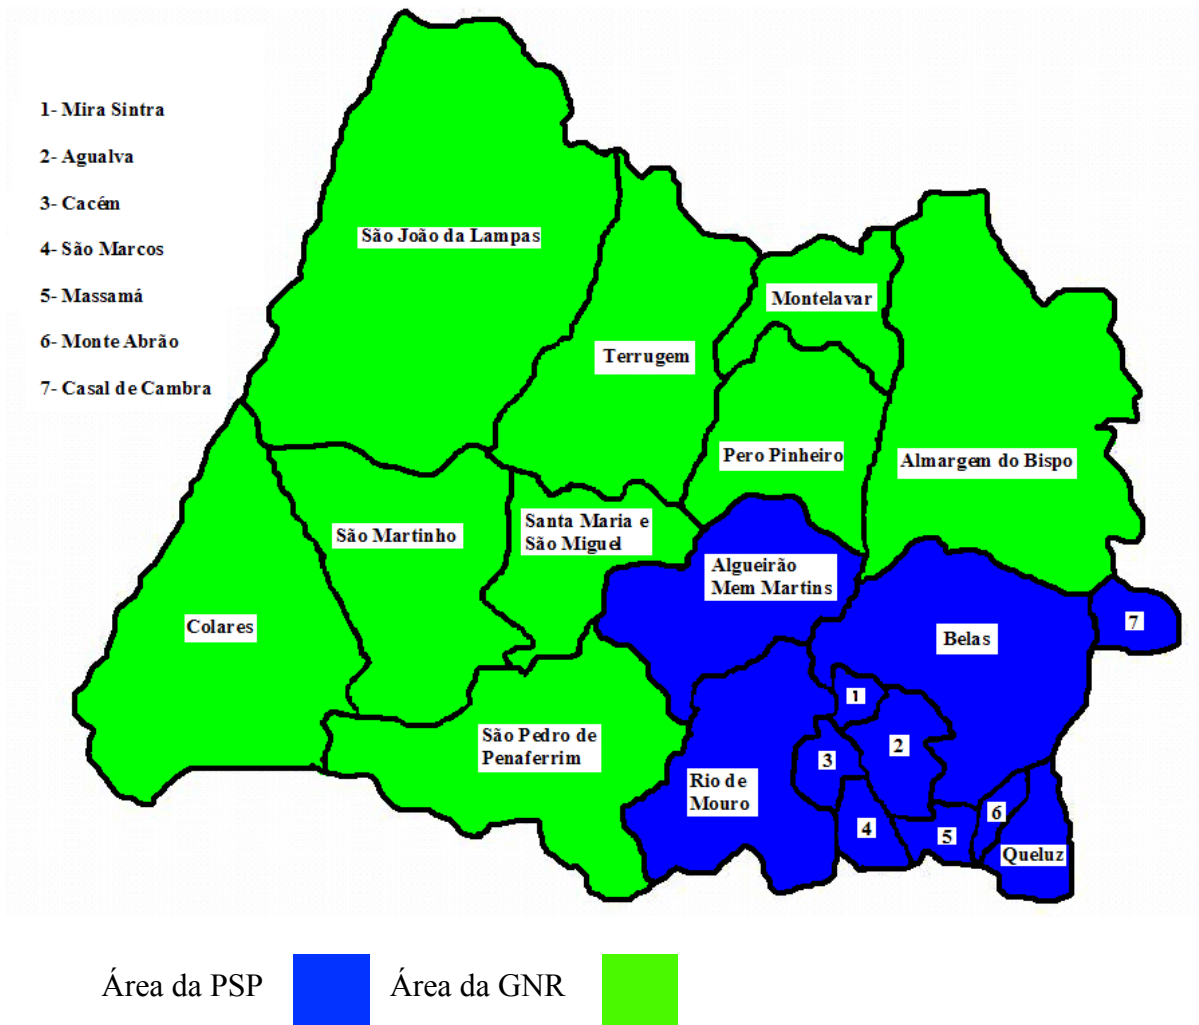 1- Mira Sintra
2- Agualva
3- Cacém
4- São Marcos
5- Massamá
6- Monte Abrão
7- Casal de Cambra
São João da Lampas
Montelavar
Terrugem
Pero Pinheiro
Almargem do Bispo
São Martinho
Santa Maria e
São Miguel
Algueirão
Mem Martins
Colares
Belas
7
1
São Pedro de
Penaferrim
2
3
Rio de
Mouro
6
4
5
Queluz
Área da PSP
Área da GNR